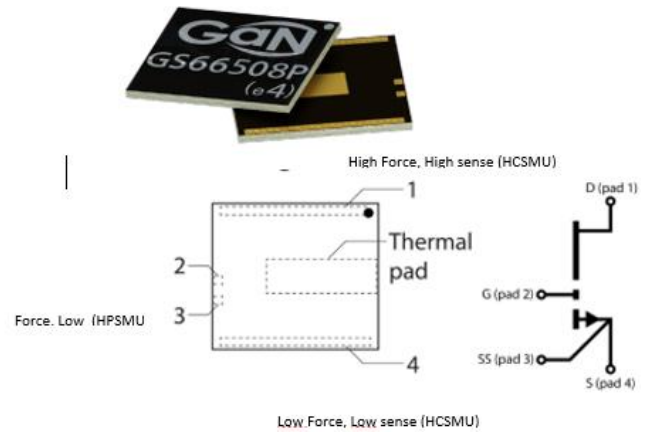 GaN
GS66508P
(e4)
High Force, High sense (HCSMU)
1
D (pad 1)
Thermal
pad
2
G (pad 2)
3
Force. Low (HPSMU
SS (pad 3)
4
S (pad 4)
Low Force, Low sense (HCSMU)